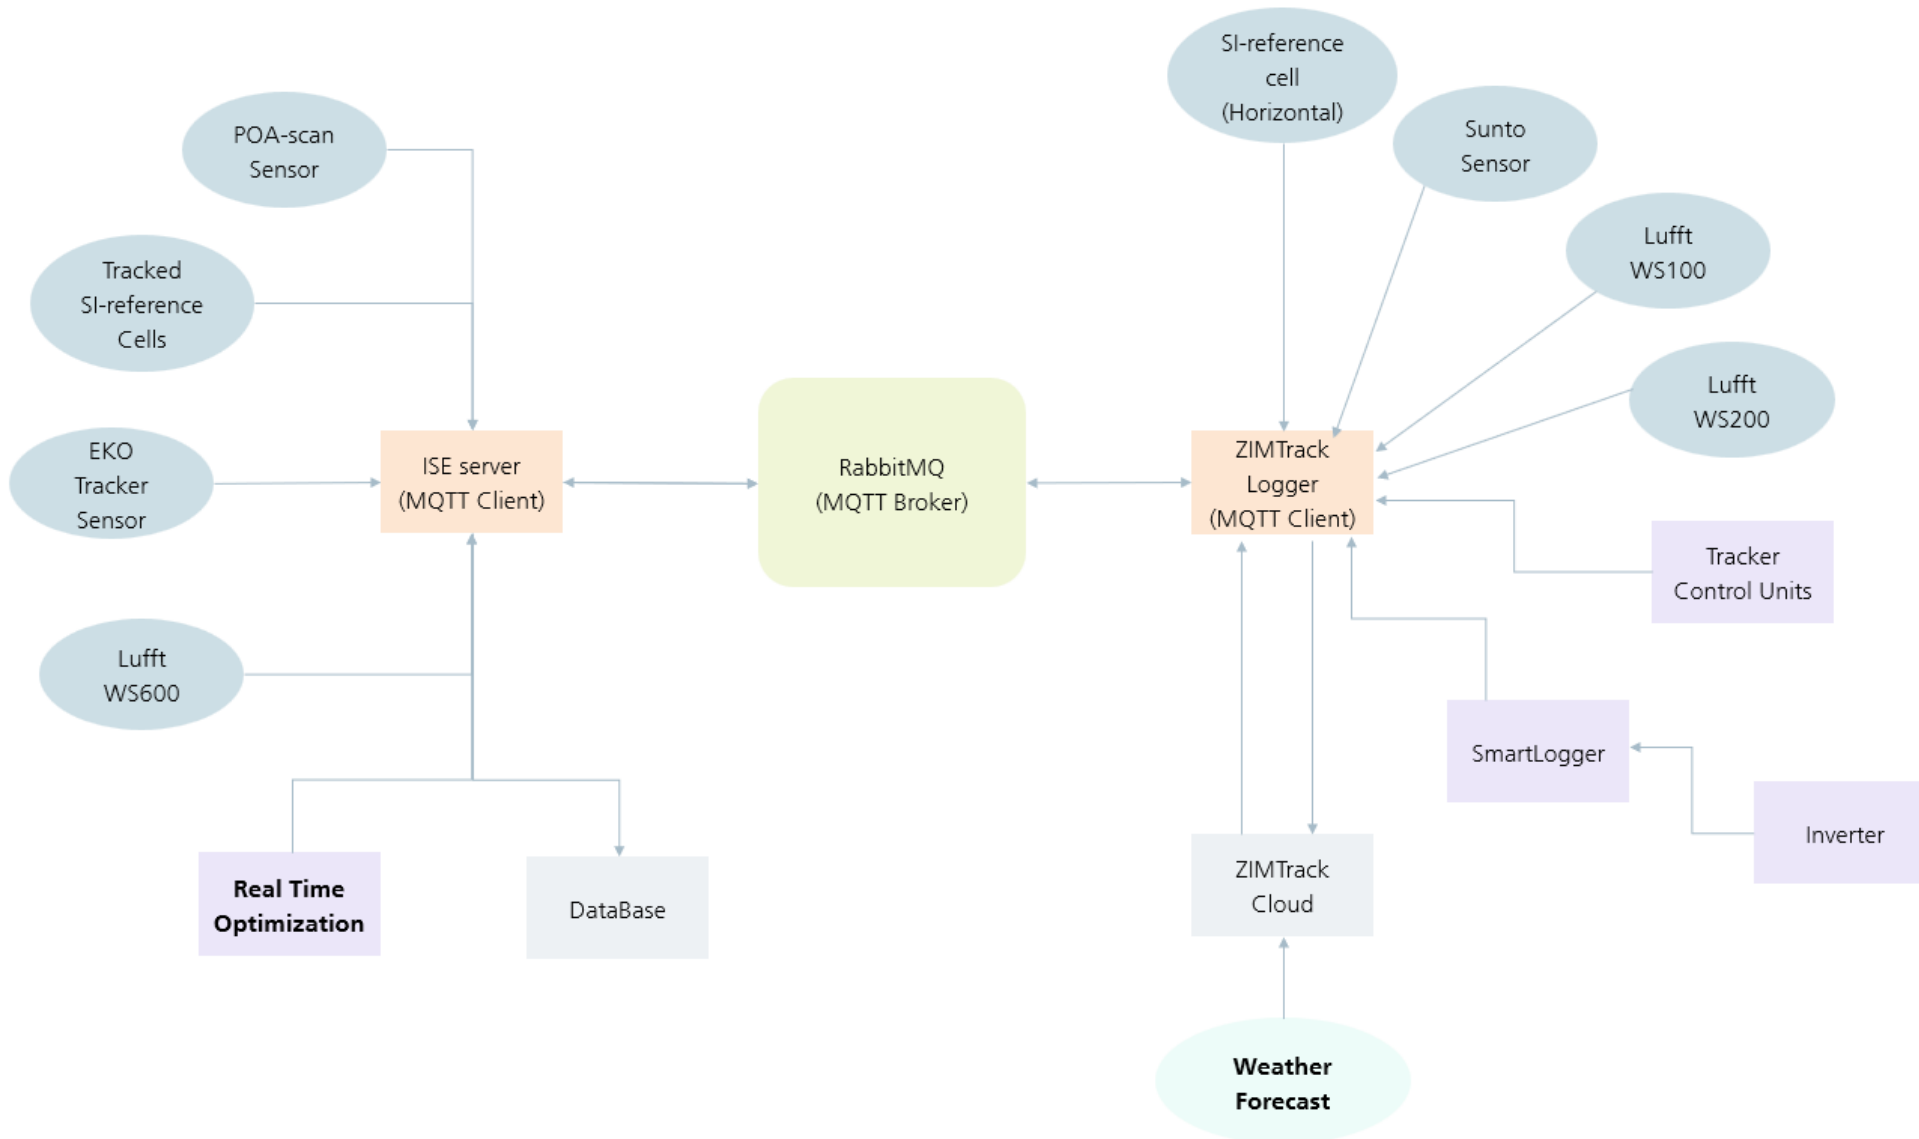 SI-reference
cell
(Horizontal)
Sunto
Sensor
POA-scan
Sensor
Lufft
WS100
Tracked
SI-reference
Cells
Lufft
WS200
EKO
Tracker
Sensor
ISE server
(MQTT Client)
RabbitMQ
(MQTT Broker)
ZIMTrack
Logger
(MQTT Client)
Tracker
Control Units
Lufft
WS600
SmartLogger
Inverter
Real Time
Optimization
DataBase
ZIMTrack
Cloud
Weather
Forecast